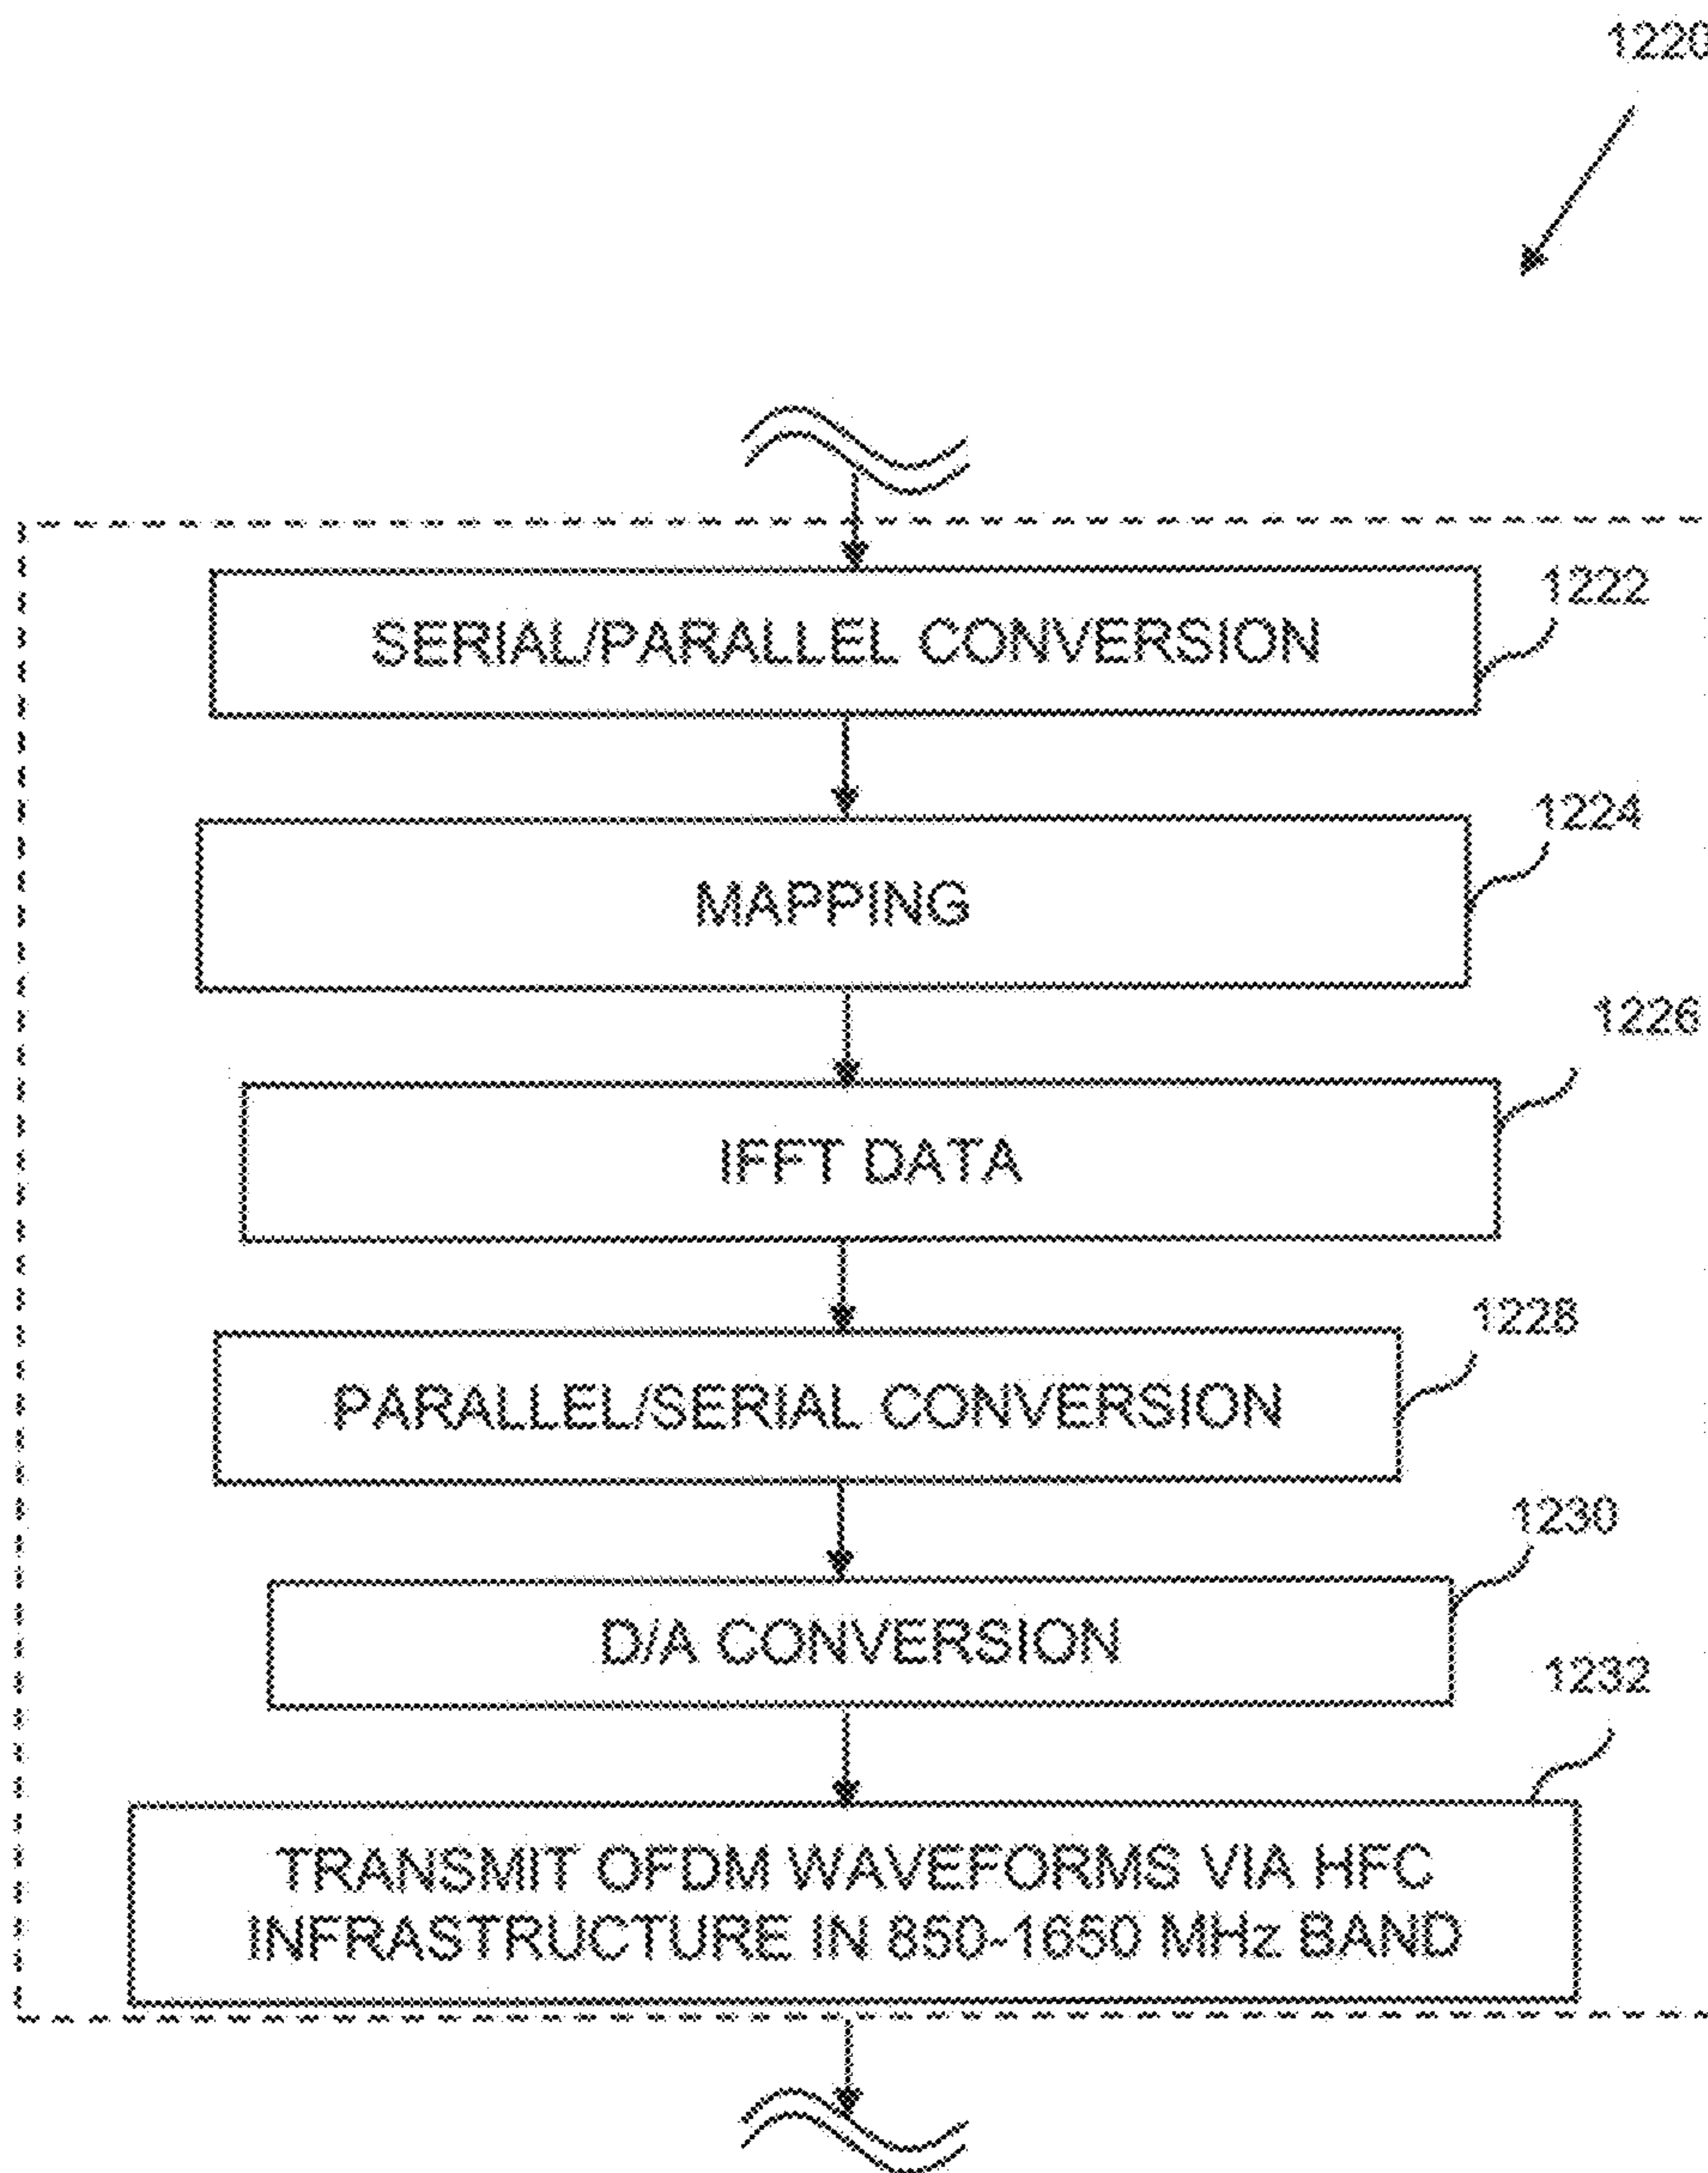 1220
SERIAL/PARALLEL CONVERSION
1222
MAPPING
1224
IFFT DATA
1226
PARALLEL/SERIAL CONVERSION
1228
D/A CONVERSION
1230
TRANSMIT OFDM WAVEFORMS VIA HFC
INFRASTRUCTURE IN 850-1650 MHz BAND
1232